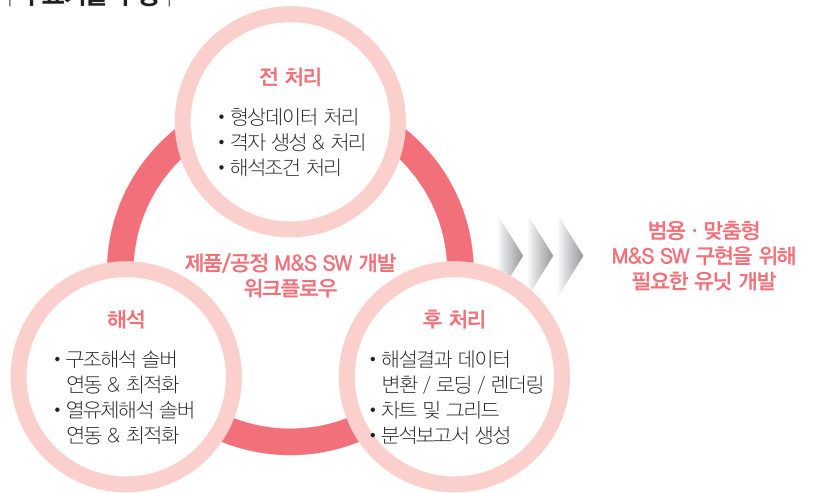 전 처리
• 형상데이터 처리
• 격자 생성 & 처리
• 해석조건 처리
제품/공정 M&S SW 개발
워크플로우
해석
• 구조해석 솔버
연동 & 최적화
• 열유체해석 솔버
연동 & 최적화
후 처리
• 해설결과 데이터
변환 / 로딩 / 렌더링
• 차트 및 그리드
• 분석보고서 생성
범용 · 맞춤형
M&S SW 구현을 위해
필요한 유닛 개발